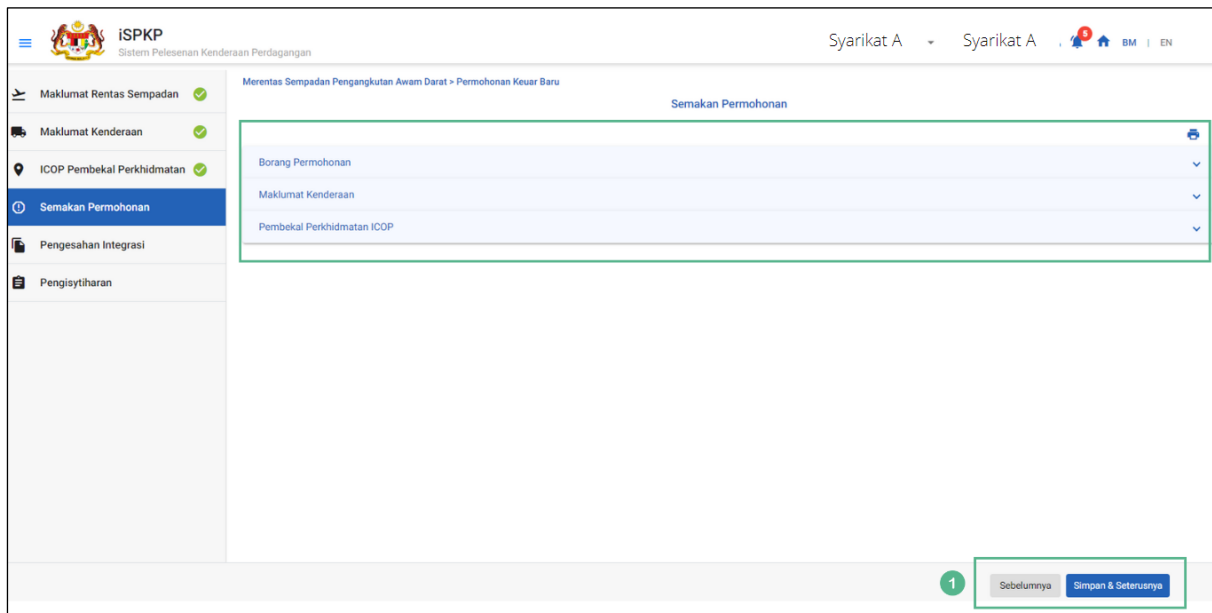 iSPKP
Sistem Pelesenan Kenderaan Perdagangan
Syarikat A
Syarikat A
5
BM | EN
Maklumat Rentas Sempadan
Maklumat Kenderaan
ICOP Pembekal Perkhidmatan
Semakan Permohonan
Pengesahan Integrasi
Pengisytiharan
Merentas Sempadan Pengangkutan Awam Darat > Permohonan Keuar Baru
Semakan Permohonan
Borang Permohonan
Maklumat Kenderaan
Pembekal Perkhidmatan ICOP
1
Sebelumnya
Simpan & Seterusnya